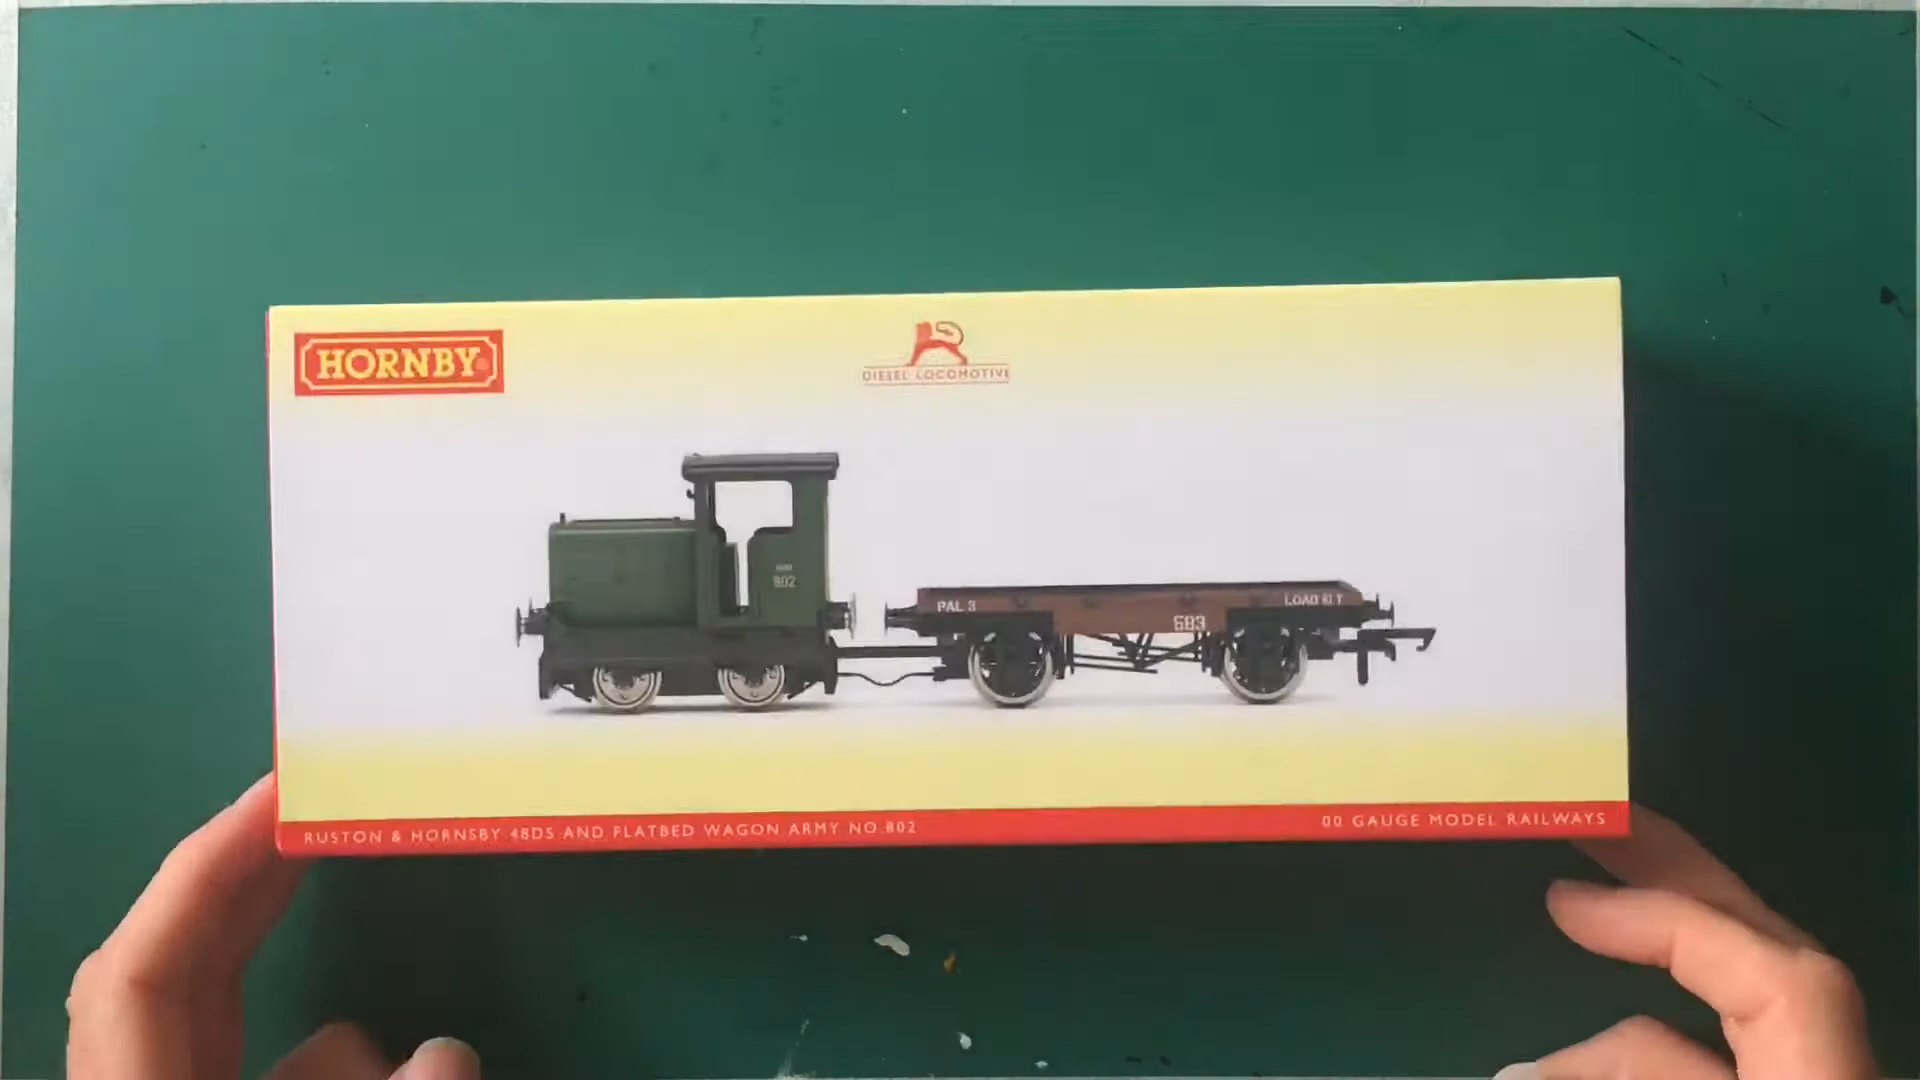 HORNBY
DIESEL LOCOMOTIVE
802
PAL 3
LOAD 10 T
683
RUSTON & HORNSBY 48DS AND FLATBED WAGON ARMY NO.802
00 GAUGE MODEL RAILWAYS